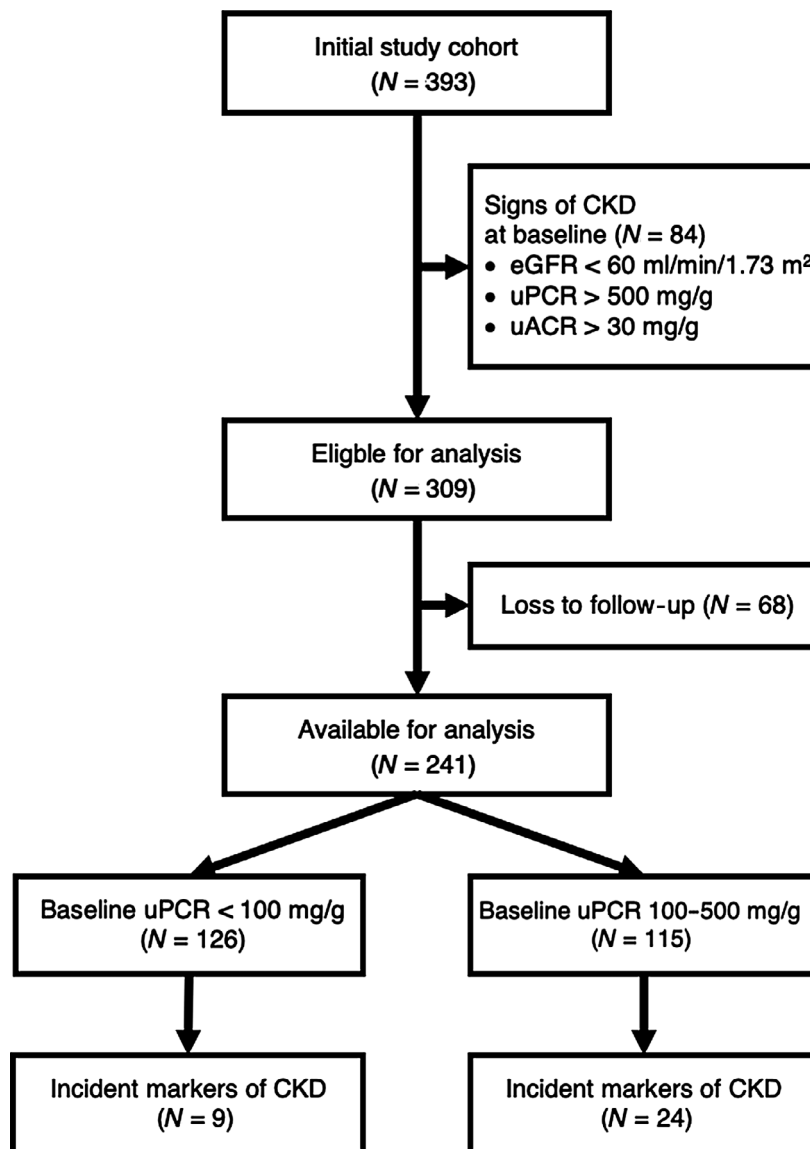 Initial study cohort
(N = 393)
Signs of CKD
at baseline (N = 84)
• eGFR < 60 ml/min/1.73 m²
• uPCR > 500 mg/g
• uACR > 30 mg/g
Eligble for analysis
(N = 309)
Loss to follow-up (N = 68)
Available for analysis
(N = 241)
Baseline uPCR < 100 mg/g
(N = 126)
Baseline uPCR 100–500 mg/g
(N = 115)
Incident markers of CKD
(N = 9)
Incident markers of CKD
(N = 24)